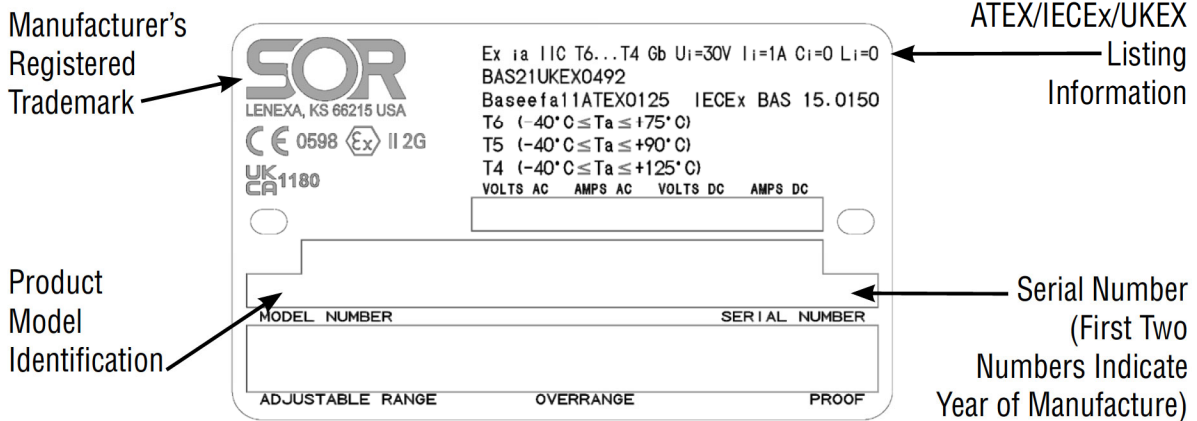 Manufacturer's
Registered
Trademark
ATEX/IECEx/UKEX
Listing
Information
SOR
LENEXA, KS 66215 USA
CE 0598 Ex II 2G
UK
CA 1180
Ex ia IIC T6...T4 Gb Ui=30V Ii=1A Ci=0 Li=0
BAS21UKEX0492
Baseefa11ATEX0125 IECEx BAS 15.0150
T6 (-40°C≤Ta≤+75°C)
T5 (-40°C≤Ta≤+90°C)
T4 (-40°C≤Ta≤+125°C)
VOLTS AC AMPS AC VOLTS DC AMPS DC
Product
Model
Identification
MODEL NUMBER SERIAL NUMBER
Serial Number
(First Two
Numbers Indicate
Year of Manufacture)
ADJUSTABLE RANGE OVERRANGE PROOF